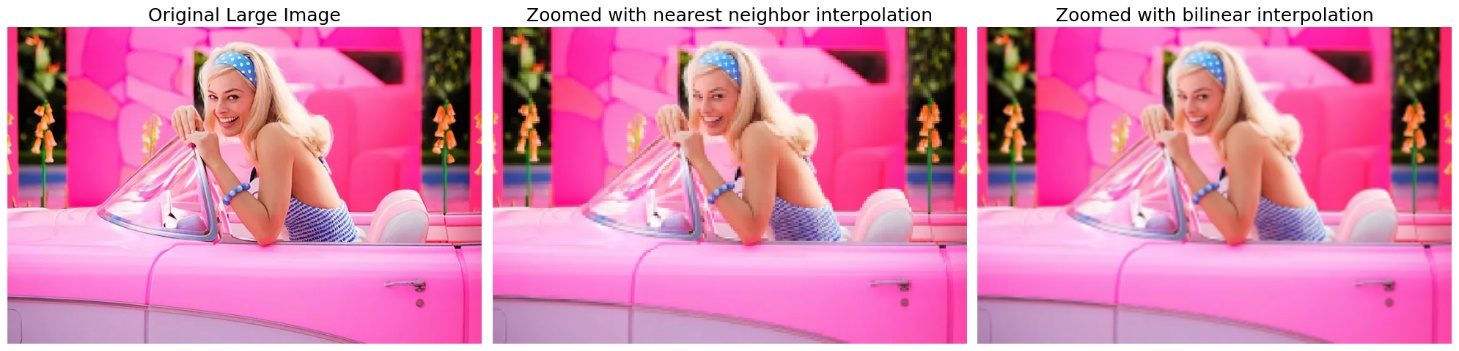 Original Large Image
Zoomed with nearest neighbor interpolation
Zoomed with bilinear interpolation